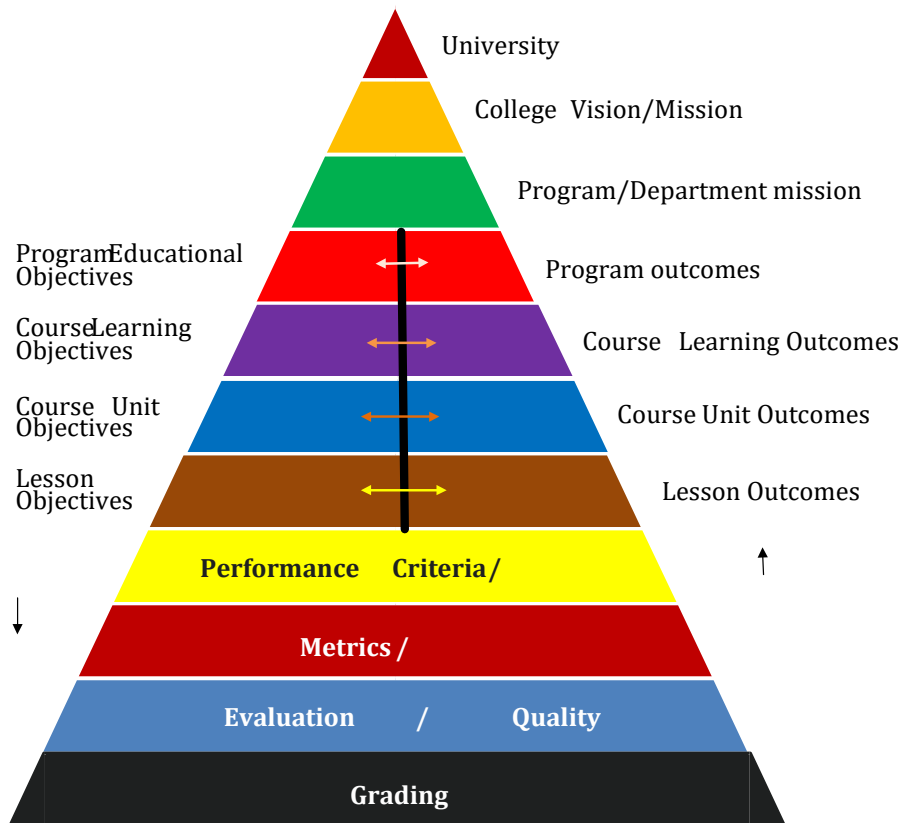 University
College Vision/Mission
Program/Department mission
Program Educational
Objectives
Program outcomes
Course Learning
Objectives
Course Learning Outcomes
Course Unit
Objectives
Course Unit Outcomes
Lesson
Objectives
Lesson Outcomes
Performance Criteria/
Metrics /
Evaluation / Quality
Grading